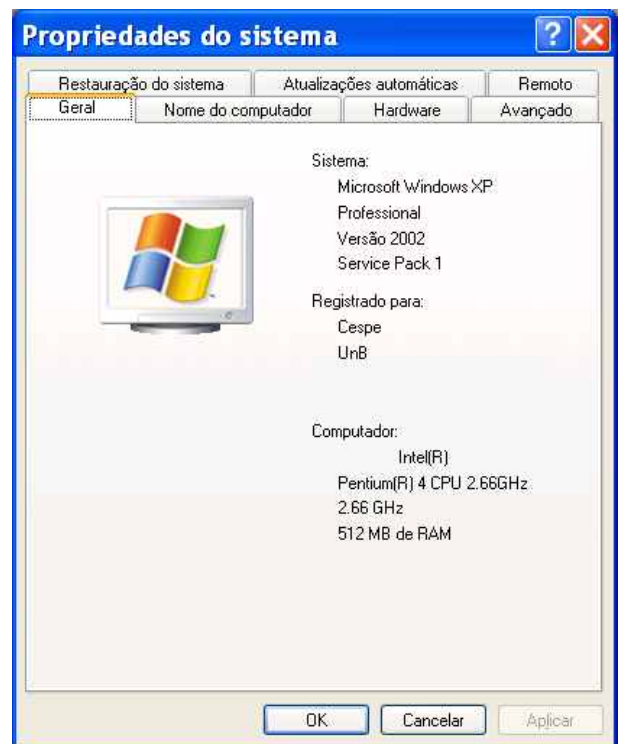 Propriedades do sistema
Restauração do sistema
Atualizações automáticas
Remoto
Geral
Nome do computador
Hardware
Avançado
Sistema:
Microsoft Windows XP
Professional
Versão 2002
Service Pack 1
Registrado para:
Cespe
UnB
Computador:
Intel(R)
Pentium(R) 4 CPU 2.66GHz
2.66 GHz
512 MB de RAM
OK
Cancelar
Aplicar